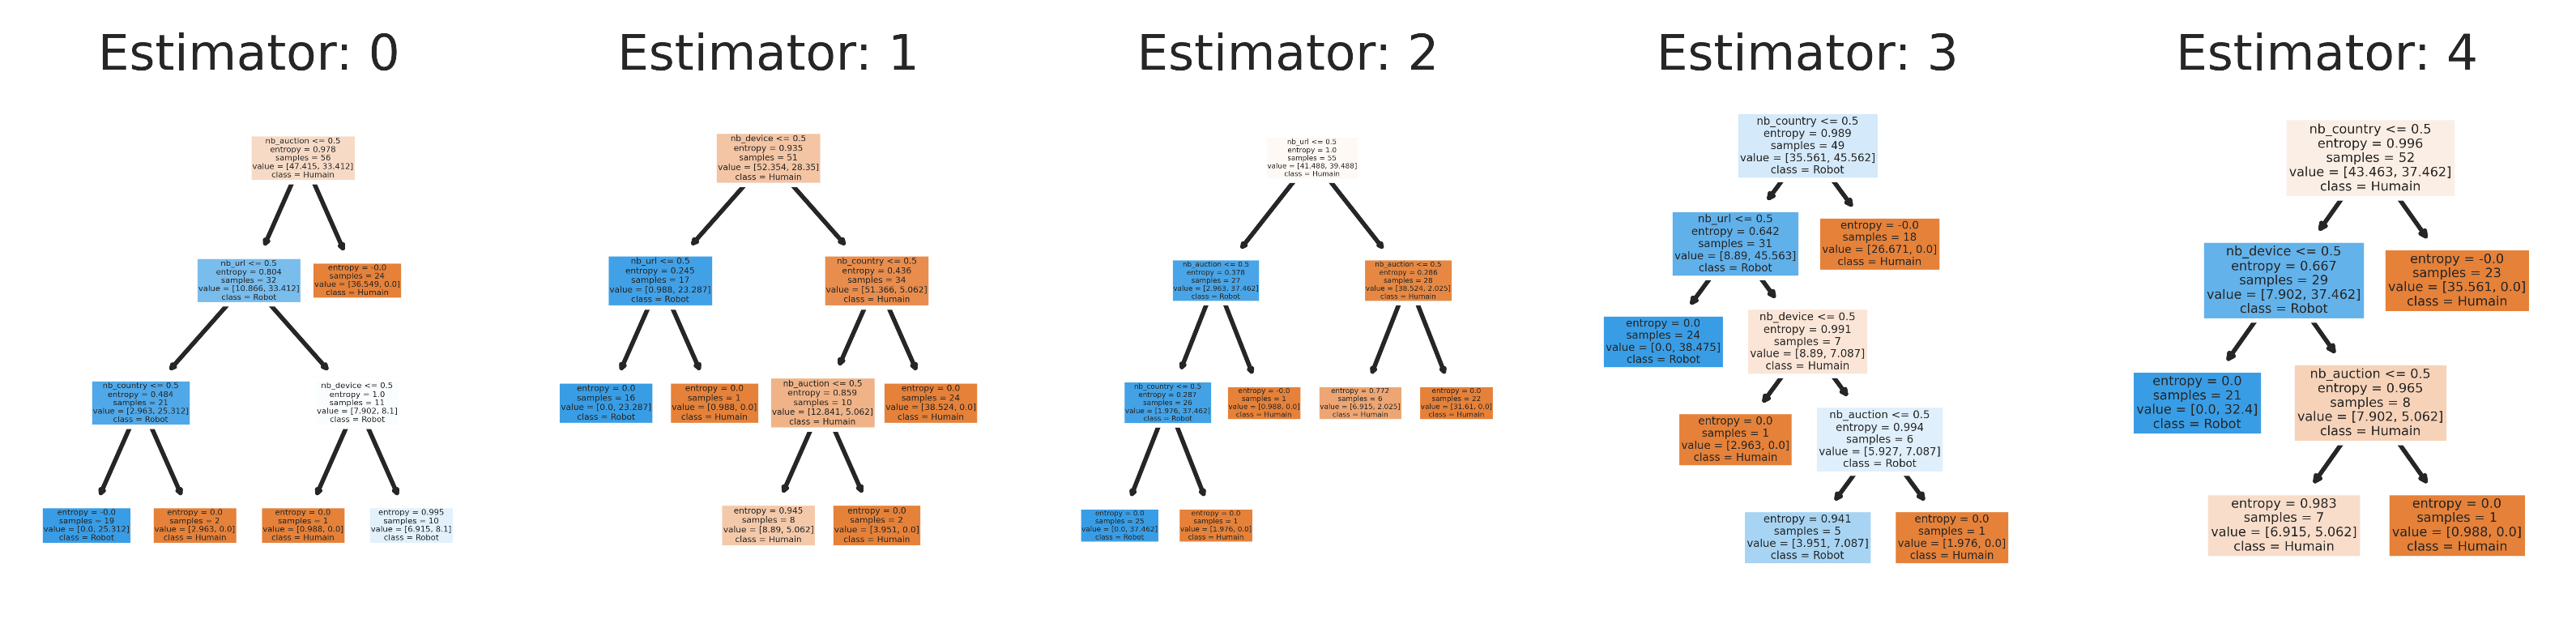 Estimator: 0
nb_auction <= 0.5
entropy = 0.978
samples = 56
value = [47.415, 33.412]
class = Humain
nb_url <= 0.5
entropy = 0.804
samples = 32
value = [10.866, 33.412]
class = Robot
entropy = -0.0
samples = 24
value = [36.549, 0.0]
class = Humain
nb_country <= 0.5
entropy = 0.484
samples = 21
value = [2.963, 25.312]
class = Robot
nb_device <= 0.5
entropy = 1.0
samples = 11
value = [7.902, 8.1]
class = Robot
entropy = -0.0
samples = 19
value = [0.0, 25.312]
class = Robot
entropy = 0.0
samples = 2
value = [2.963, 0.0]
class = Humain
entropy = 0.0
samples = 1
value = [0.988, 0.0]
class = Humain
entropy = 0.995
samples = 10
value = [6.915, 8.1]
class = Robot
Estimator: 1
nb_device <= 0.5
entropy = 0.935
samples = 51
value = [52.354, 28.35]
class = Humain
nb_url <= 0.5
entropy = 0.245
samples = 17
value = [0.988, 23.287]
class = Robot
nb_country <= 0.5
entropy = 0.436
samples = 34
value = [51.366, 5.062]
class = Humain
entropy = 0.0
samples = 16
value = [0.0, 23.287]
class = Robot
entropy = 0.0
samples = 1
value = [0.988, 0.0]
class = Humain
nb_auction <= 0.5
entropy = 0.859
samples = 10
value = [12.841, 5.062]
class = Humain
entropy = 0.0
samples = 24
value = [38.524, 0.0]
class = Humain
entropy = 0.945
samples = 8
value = [8.89, 5.062]
class = Humain
entropy = 0.0
samples = 2
value = [3.951, 0.0]
class = Humain
Estimator: 2
nb_url <= 0.5
entropy = 1.0
samples = 55
value = [41.488, 39.488]
class = Humain
nb_auction <= 0.5
entropy = 0.378
samples = 27
value = [2.963, 37.462]
class = Robot
nb_auction <= 0.5
entropy = 0.286
samples = 28
value = [38.524, 2.025]
class = Humain
nb_country <= 0.5
entropy = 0.287
samples = 26
value = [1.976, 37.462]
class = Robot
entropy = -0.0
samples = 1
value = [0.988, 0.0]
class = Humain
entropy = 0.772
samples = 6
value = [6.915, 2.025]
class = Humain
entropy = 0.0
samples = 22
value = [31.61, 0.0]
class = Humain
entropy = 0.0
samples = 25
value = [0.0, 37.462]
class = Robot
entropy = 0.0
samples = 1
value = [1.976, 0.0]
class = Humain
Estimator: 3
nb_country <= 0.5
entropy = 0.989
samples = 49
value = [35.561, 45.562]
class = Robot
nb_url <= 0.5
entropy = 0.642
samples = 31
value = [8.89, 45.563]
class = Robot
entropy = -0.0
samples = 18
value = [26.671, 0.0]
class = Humain
entropy = 0.0
samples = 24
value = [0.0, 38.475]
class = Robot
nb_device <= 0.5
entropy = 0.991
samples = 7
value = [8.89, 7.087]
class = Humain
entropy = 0.0
samples = 1
value = [2.963, 0.0]
class = Humain
nb_auction <= 0.5
entropy = 0.994
samples = 6
value = [5.927, 7.087]
class = Robot
entropy = 0.941
samples = 5
value = [3.951, 7.087]
class = Robot
entropy = 0.0
samples = 1
value = [1.976, 0.0]
class = Humain
Estimator: 4
nb_country <= 0.5
entropy = 0.996
samples = 52
value = [43.463, 37.462]
class = Humain
nb_device <= 0.5
entropy = 0.667
samples = 29
value = [7.902, 37.462]
class = Robot
entropy = -0.0
samples = 23
value = [35.561, 0.0]
class = Humain
entropy = 0.0
samples = 21
value = [0.0, 32.4]
class = Robot
nb_auction <= 0.5
entropy = 0.965
samples = 8
value = [7.902, 5.062]
class = Humain
entropy = 0.983
samples = 7
value = [6.915, 5.062]
class = Humain
entropy = 0.0
samples = 1
value = [0.988, 0.0]
class = Humain